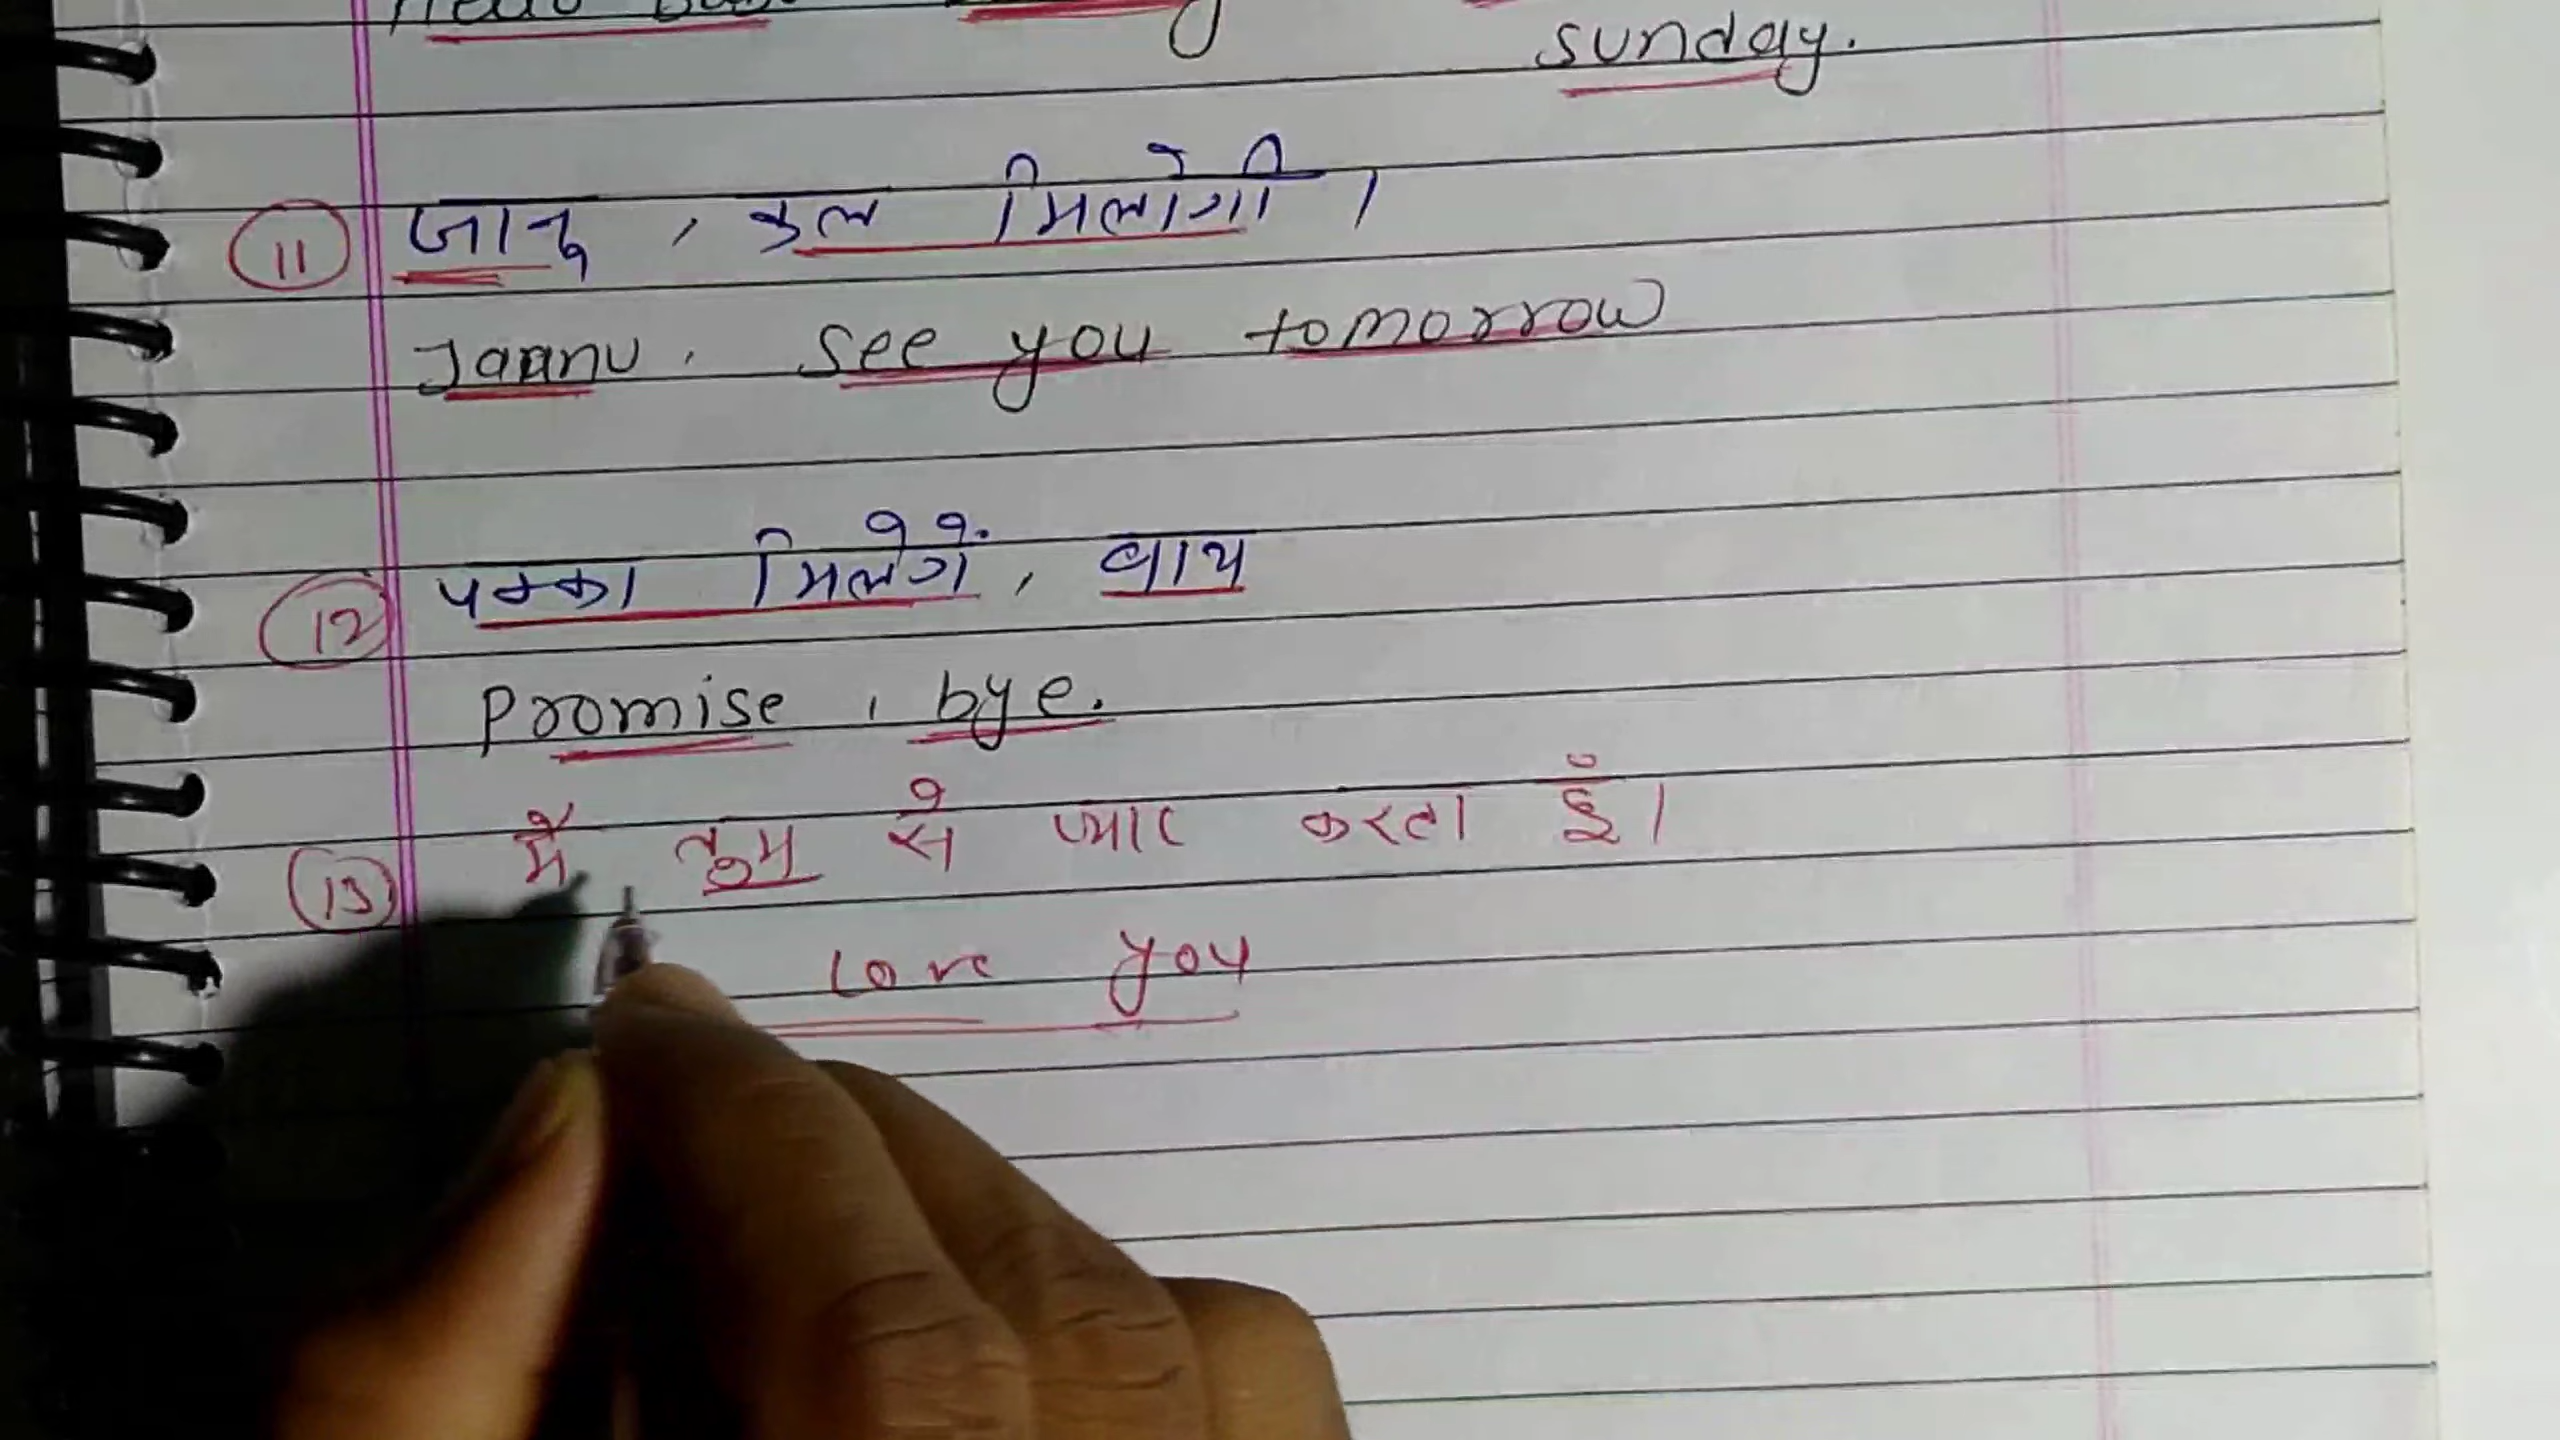 sunday.
11 जानू, कल मिलोगी।
Jaanu, see you tomorrow
12 पक्का मिलेगें, बाय
Promise, bye.
13 मैं तुम से प्यार करता हूँ।
Love you